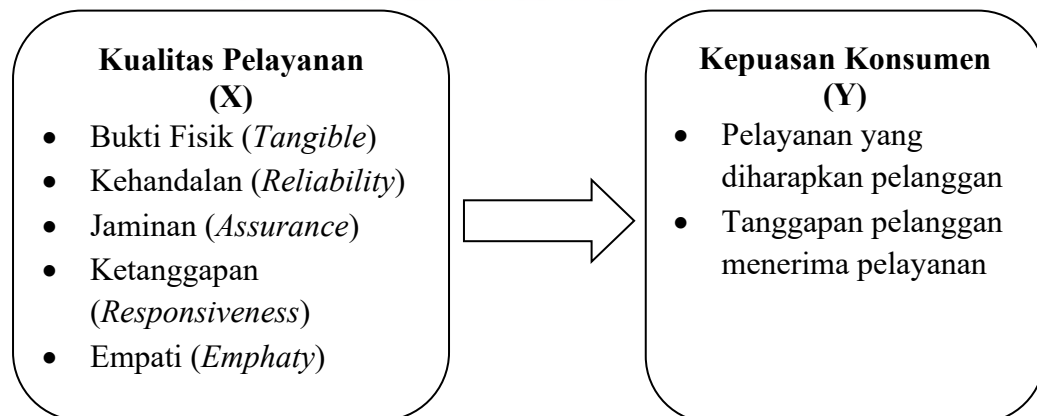 Kualitas Pelayanan
(X)
• Bukti Fisik (Tangible)
• Kehandalan (Reliability)
• Jaminan (Assurance)
• Ketanggapan
(Responsiveness)
• Empati (Emphaty)
Kepuasan Konsumen
(Y)
• Pelayanan yang
diharapkan pelanggan
• Tanggapan pelanggan
menerima pelayanan